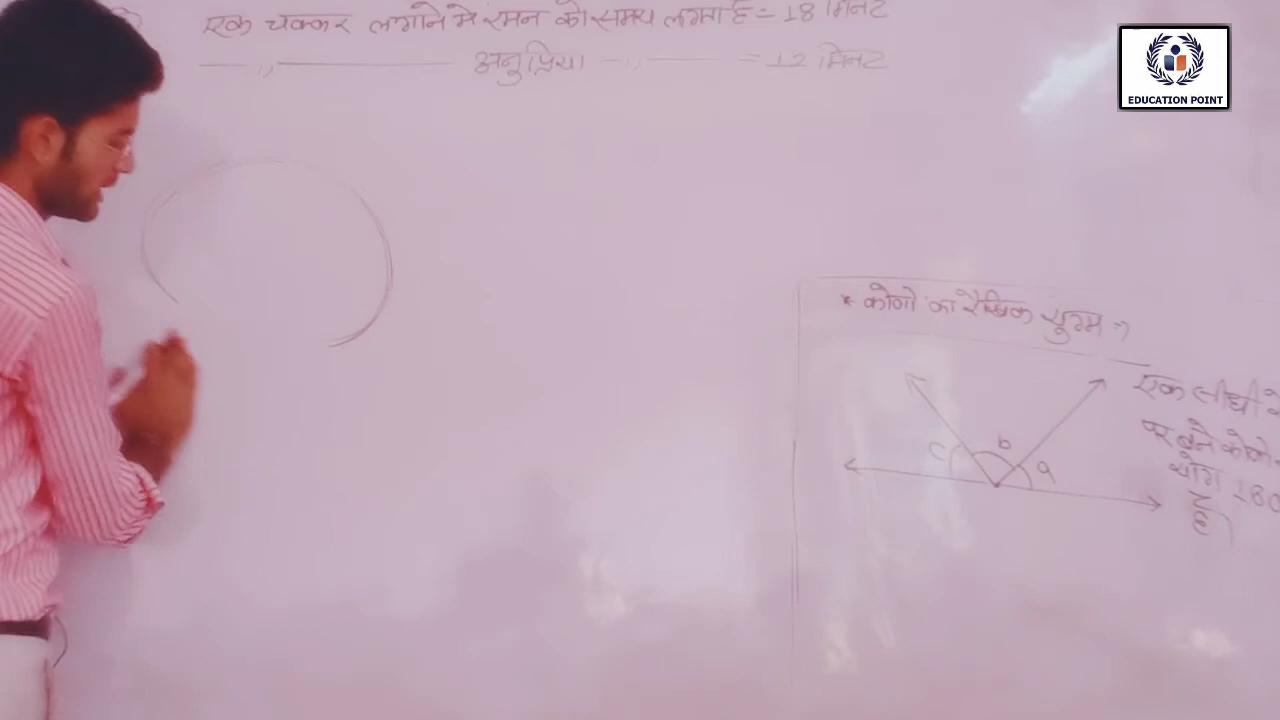 एक चक्कर लगाने मे रमन को समय लगता है = 18 मिनट
—— ,, ———— अनुप्रिया — ,, —— = 12 मिनट
EDUCATION POINT
* कोणों का रैखिक युग्म →
एक सीधी
पर बने कोणो
योग 180
है।
c b a